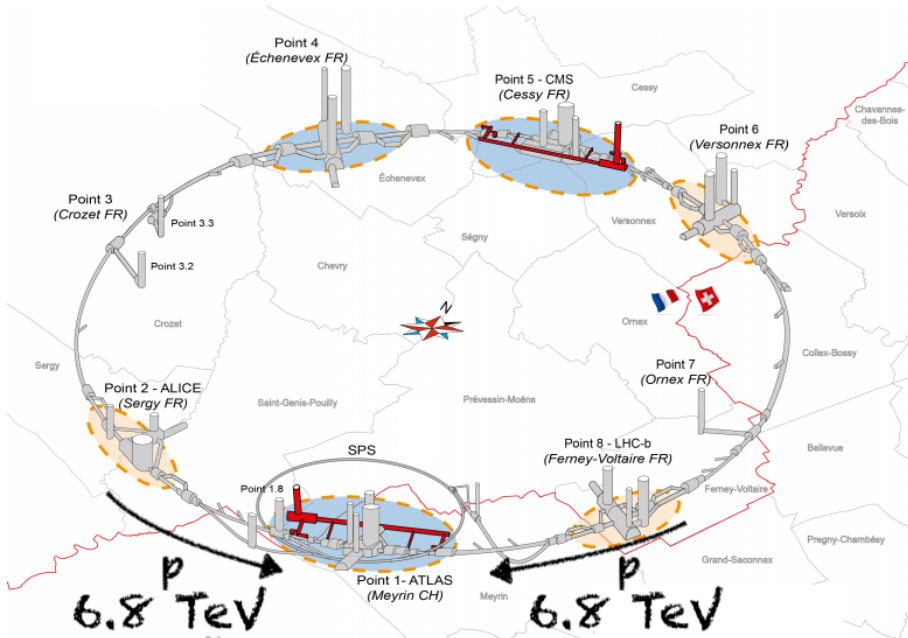 Point 4
(Échenevex FR)
Point 5 - CMS
(Cessy FR)
Cessy
Chavannes-
des-Bois
Point 6
(Versonnex FR)
Point 3
(Crozet FR)
Point 3.3
Point 3.2
Échenevex
Versonnex
Versoix
Ségny
Chevry
N
Crozet
Ornex
Sergy
Collex-Bossy
Point 7
(Ornex FR)
Point 2 - ALICE
(Sergy FR)
Saint-Genis-Pouilly
Prévessin-Moëns
Point 8 - LHC-b
(Ferney-Voltaire FR)
Bellevue
SPS
Point 1.8
Ferney-Voltaire
Pregny-Chambésy
Grand-Saconnex
Point 1- ATLAS
(Meyrin CH)
Meyrin
p
6.8 TeV
p
6.8 TeV